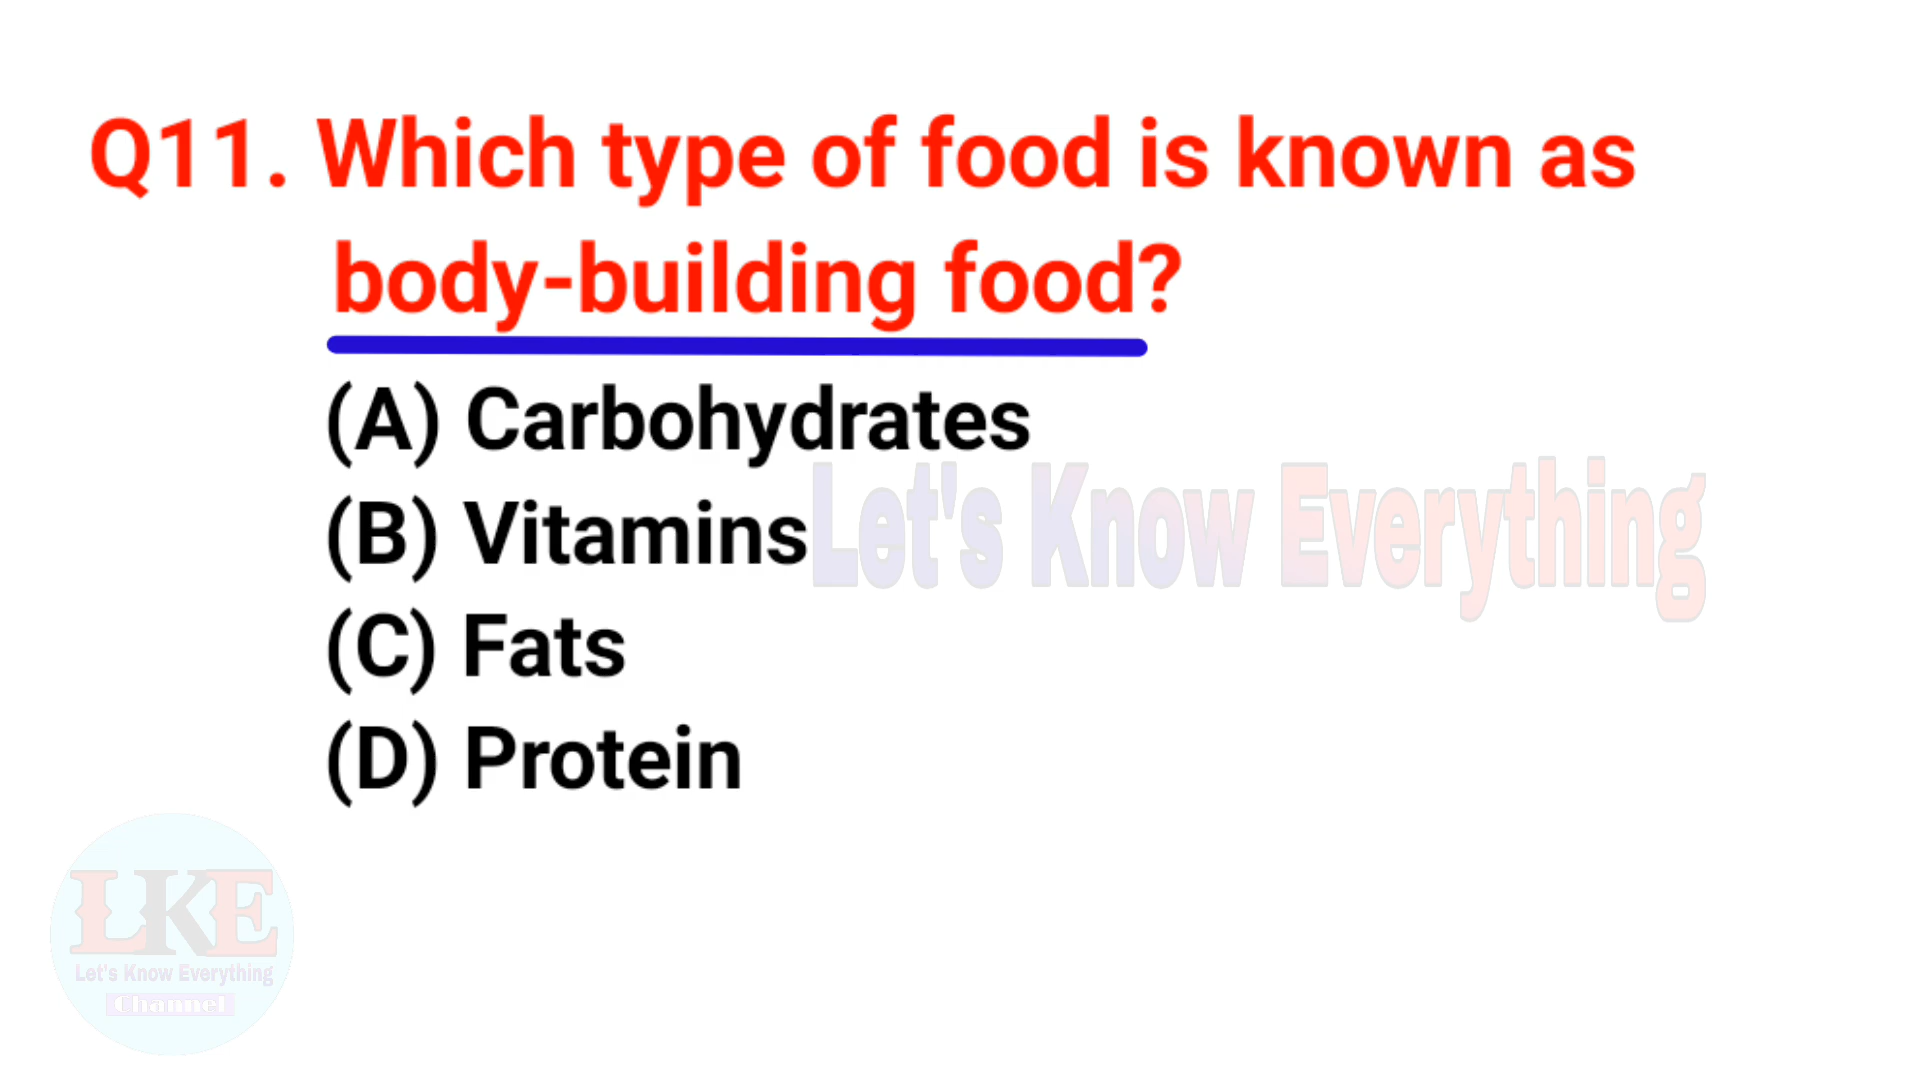 Q11. Which type of food is known as
body-building food?
(A) Carbohydrates
(B) Vitamins
Let's Know Everything
(C) Fats
(D) Protein
LKE
Let's Know Everything
Channel